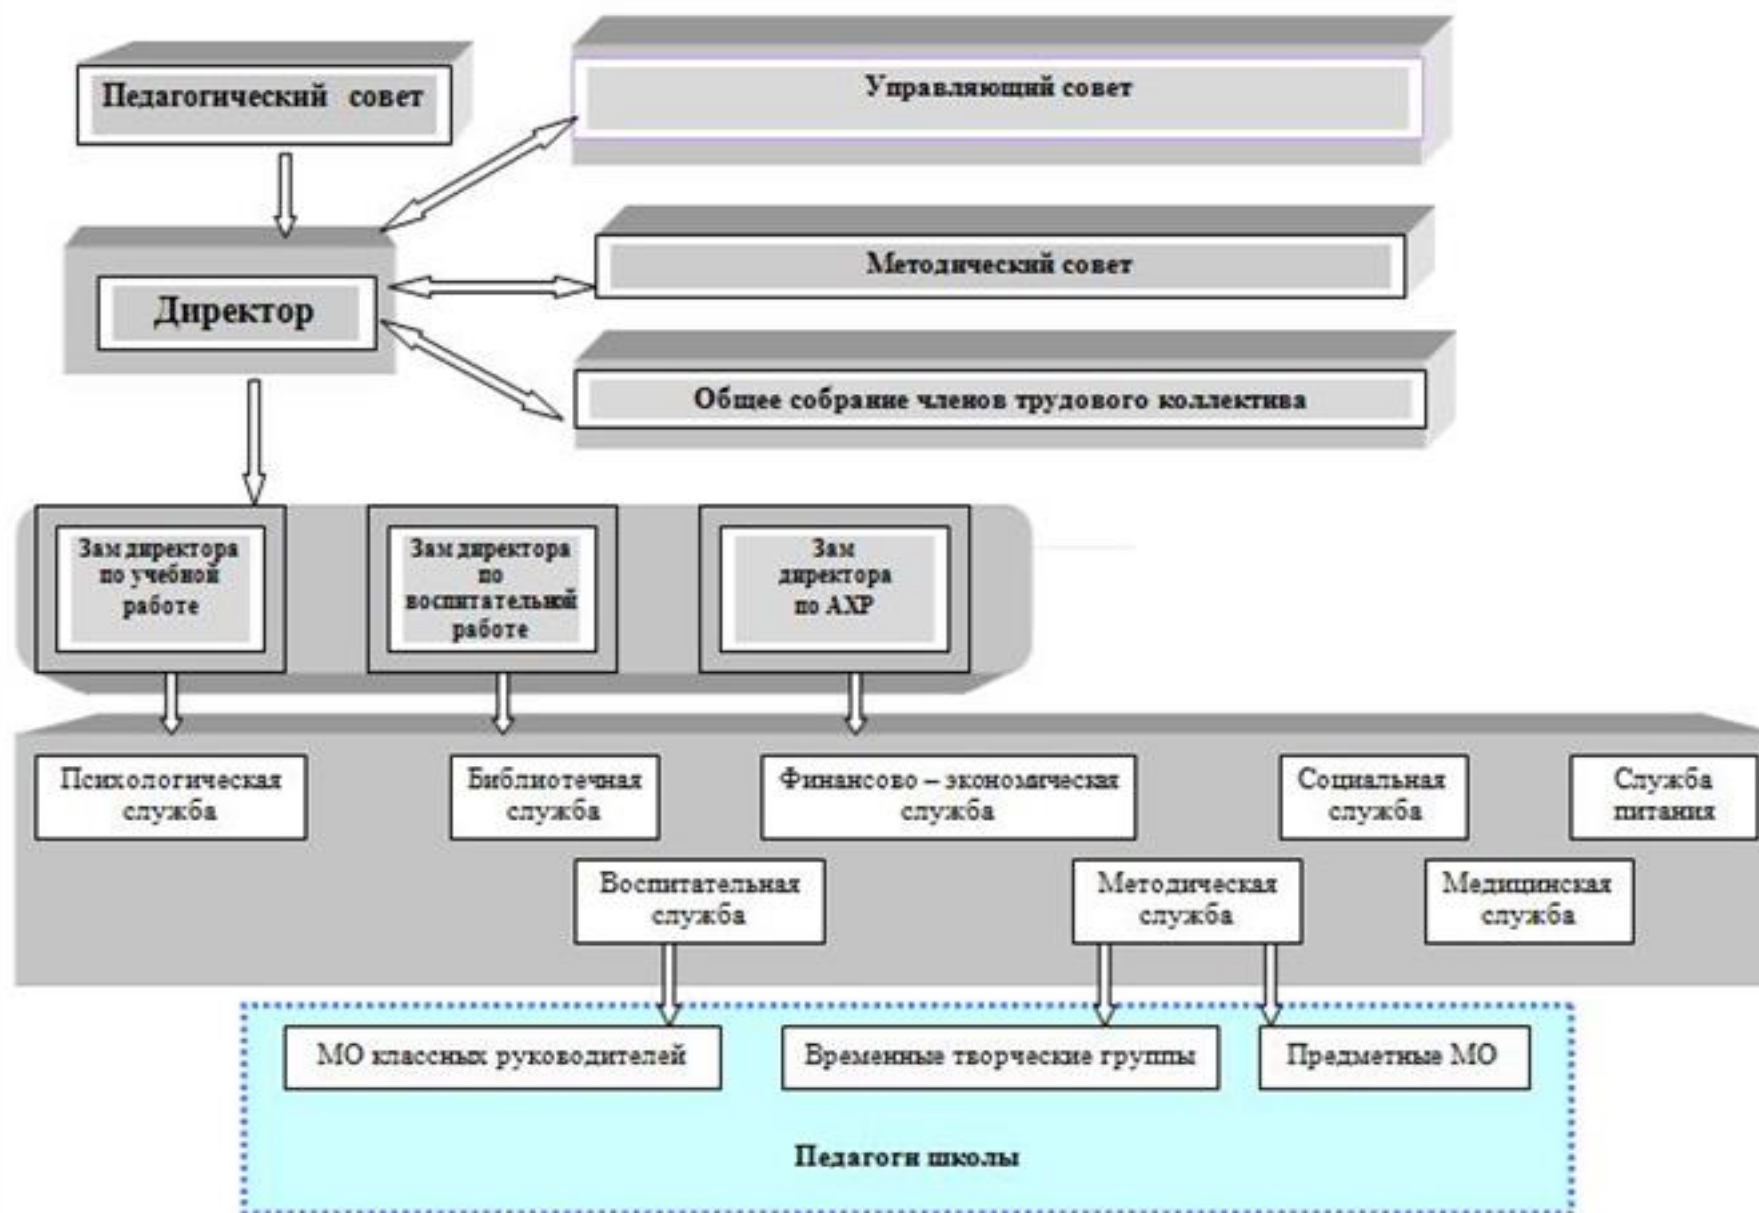 Педагогический совет
Управляющий совет
Методический совет
Директор
Общее собрание членов трудового коллектива
Зам директора
по учебной
работе
Зам директора
по
воспитательной
работе
Зам
директора
по АХР
Психологическая
служба
Библиотечная
служба
Финансово – экономическая
служба
Социальная
служба
Служба
питания
Воспитательная
служба
Методическая
служба
Медицинская
служба
МО классных руководителей
Временные творческие группы
Предметные МО
Педагоги школы